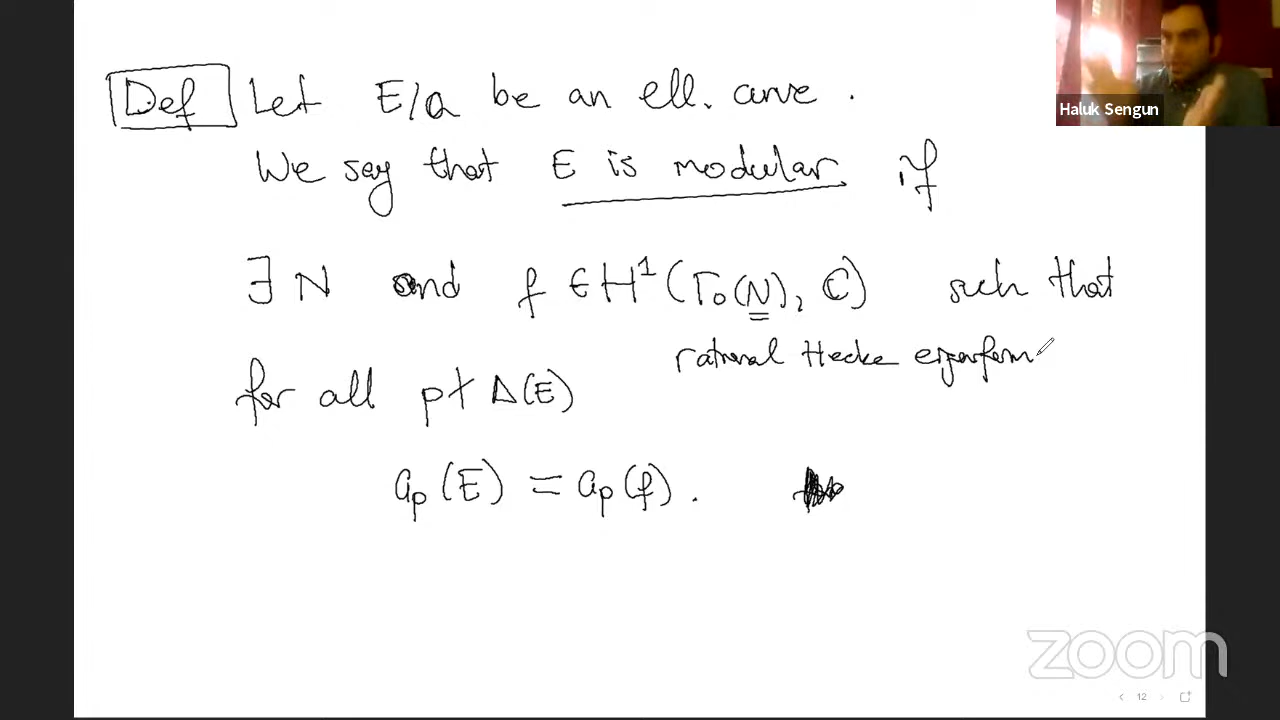 Def Let E/Q be an ell. curve.
We say that E is modular if
∃ N and f ∈ H¹(Γ₀(N), ℂ) such that
rational Hecke eigenform
for all p ∤ Δ(E)
aₚ(E) = aₚ(f).
Haluk Sengun
zoom
12